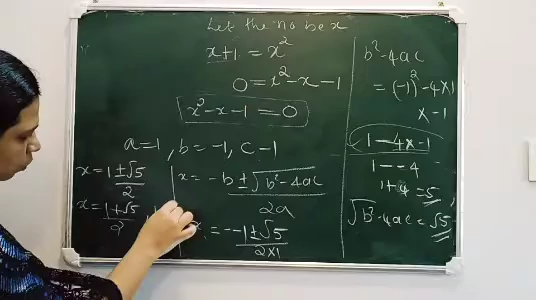 Let the no be x
x+1 = x²
0 = x² - x - 1
x² - x - 1 = 0
a=1, b= -1, c -1
x = -b ± √b² - 4ac
2a
= - -1 ± √5
2×1
x = 1 ± √5
2
x = 1 + √5
2
b² - 4ac
= (-1)² - 4×1
× -1
1 - 4× -1
1 - -4
1+4 = 5
√b² - 4ac = √5